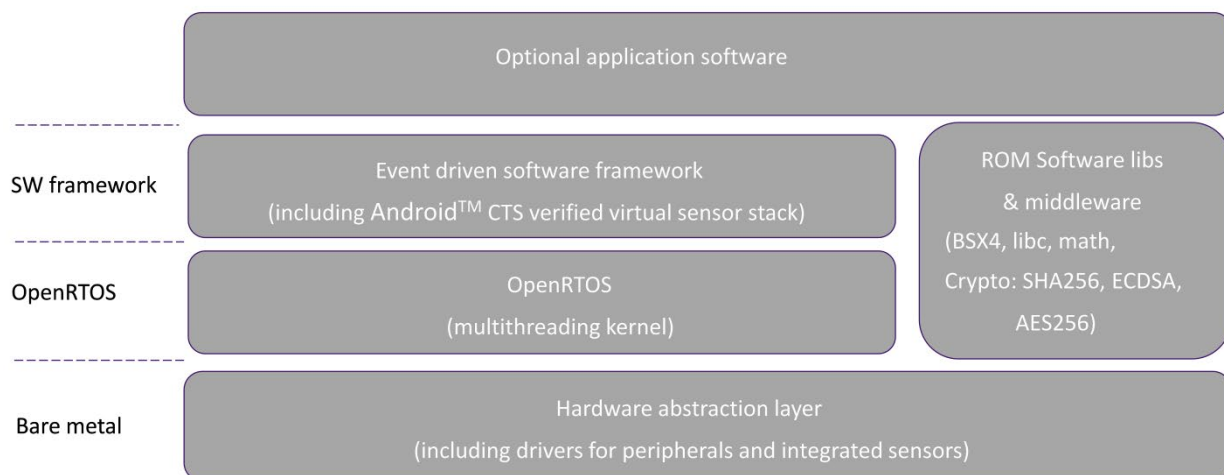 Optional application software
SW framework
Event driven software framework
(including Android™ CTS verified virtual sensor stack)
ROM Software libs
& middleware
(BSX4, libc, math,
Crypto: SHA256, ECDSA,
AES256)
OpenRTOS
OpenRTOS
(multithreading kernel)
Bare metal
Hardware abstraction layer
(including drivers for peripherals and integrated sensors)